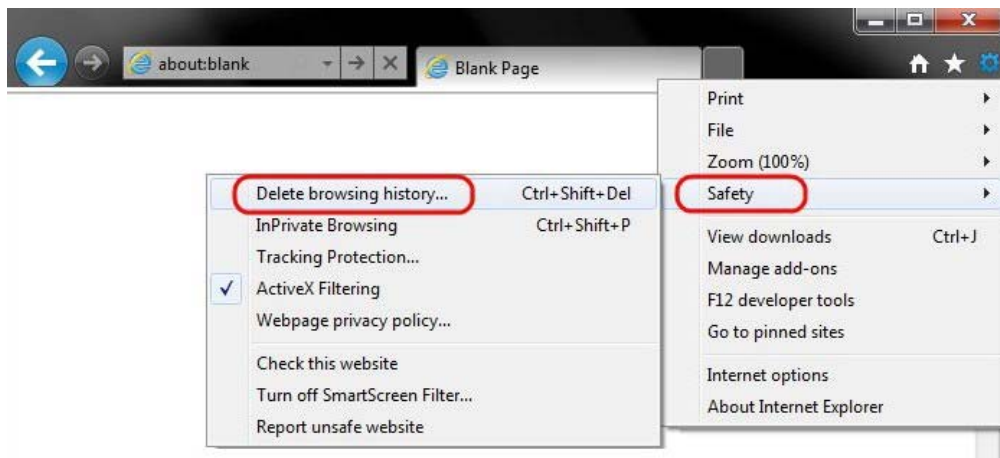 about:blank
Blank Page
Print
File
Zoom (100%)
Safety
Delete browsing history... Ctrl+Shift+Del
InPrivate Browsing Ctrl+Shift+P
Tracking Protection...
ActiveX Filtering
Webpage privacy policy...
Check this website
Turn off SmartScreen Filter...
Report unsafe website
View downloads Ctrl+J
Manage add-ons
F12 developer tools
Go to pinned sites
Internet options
About Internet Explorer